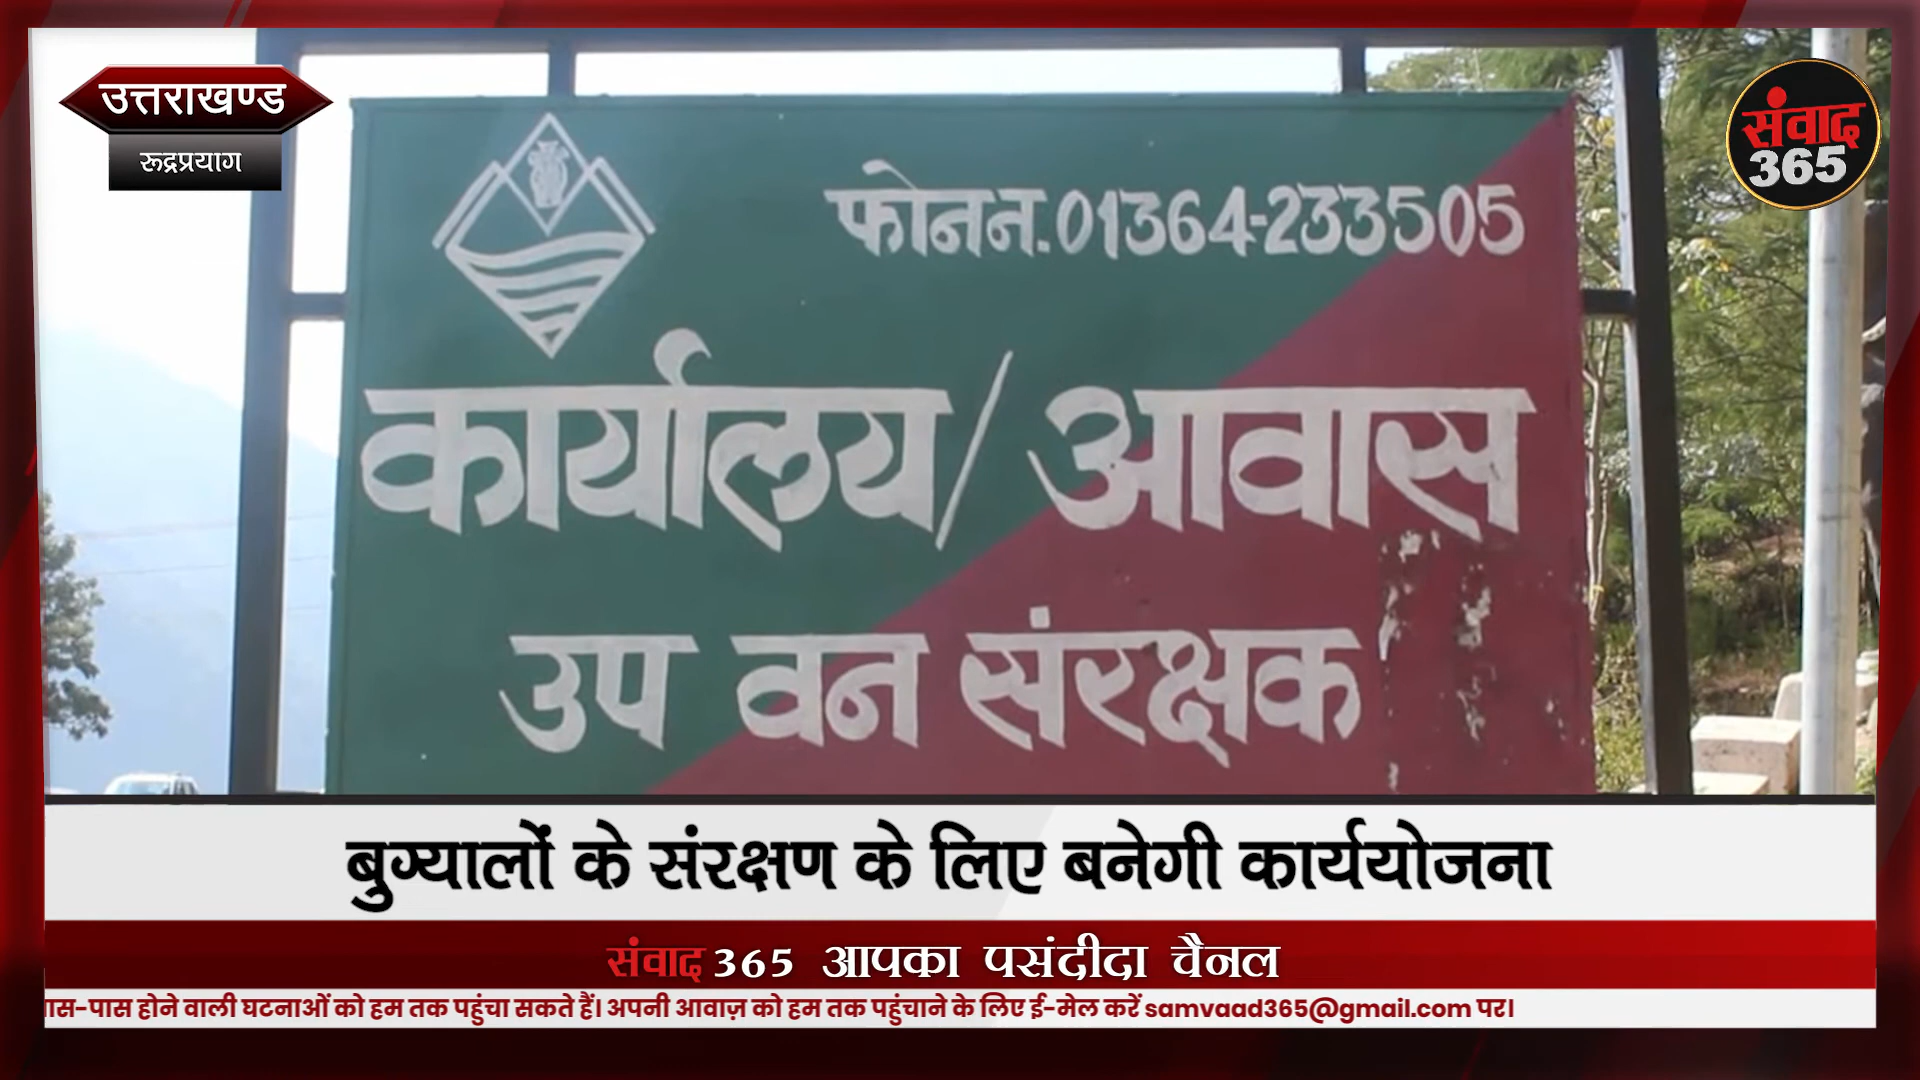 उत्तराखण्ड
रूद्रप्रयाग
संवाद
365
फोन न. 01364-233505
कार्यालय/आवास
उप वन संरक्षक
बुग्यालों के संरक्षण के लिए बनेगी कार्ययोजना
संवाद 365 आपका पसंदीदा चैनल
स-पास होने वाली घटनाओं को हम तक पहुंचा सकते हैं। अपनी आवाज़ को हम तक पहुंचाने के लिए ई-मेल करें samvaad365@gmail.com पर।